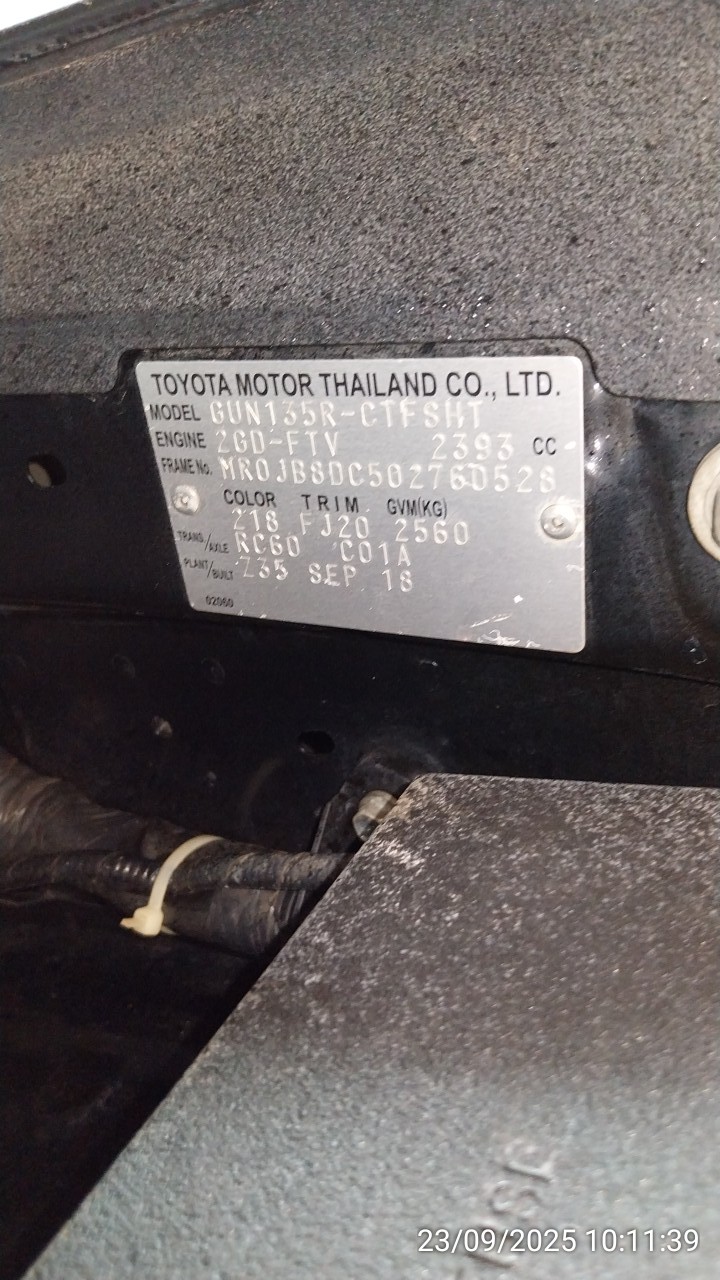 TOYOTA MOTOR THAILAND CO., LTD.
MODEL GUN135R-CTFSHT
ENGINE 2GD-FTV 2393 CC
FRAME No. MR0JB8DC502760528
COLOR TRIM GVM(KG)
218 FJ20 2560
TRANS./AXLE RC60 C01A
PLANT/BUILT Z35 SEP 18
02060
23/09/2025 10:11:39